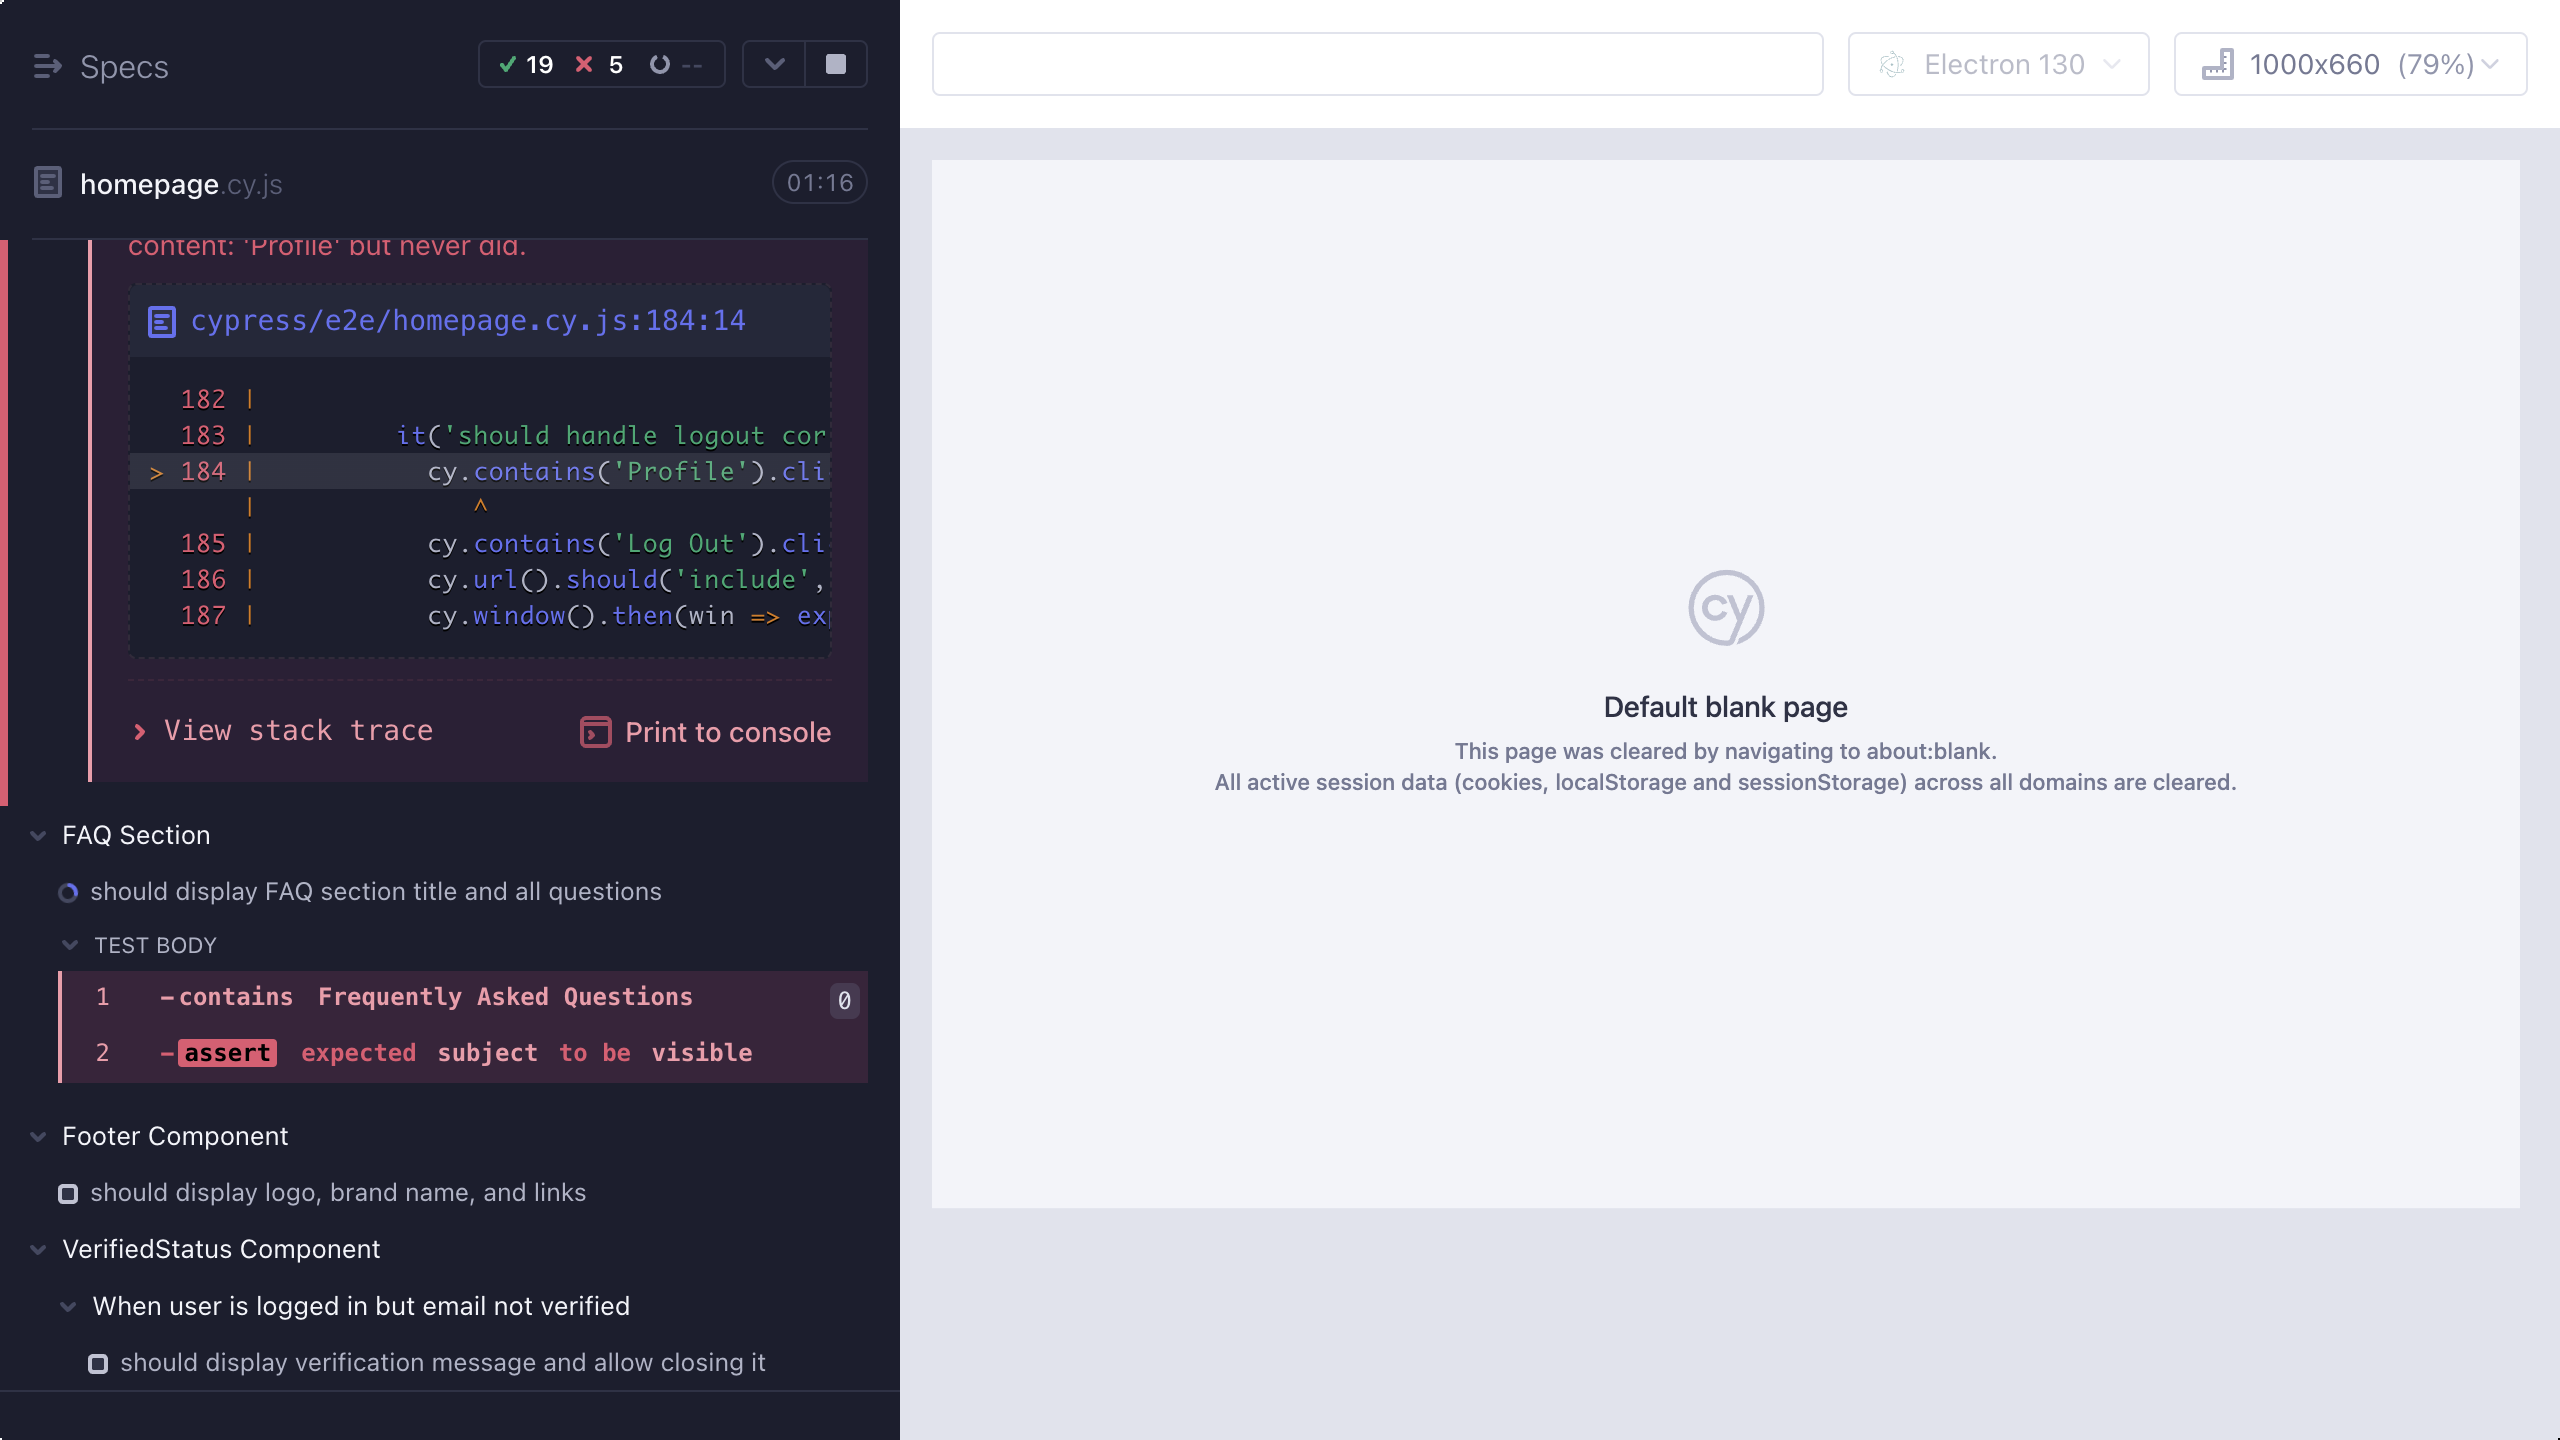 Specs
19 5 --
homepage.cy.js
01:16
content: 'Profile' but never did.
cypress/e2e/homepage.cy.js:184:14
182 |
183 | it('should handle logout cor
> 184 | cy.contains('Profile').cli
| ^
185 | cy.contains('Log Out').cli
186 | cy.url().should('include',
187 | cy.window().then(win => exp
View stack trace
Print to console
FAQ Section
should display FAQ section title and all questions
TEST BODY
1 -contains Frequently Asked Questions 0
2 -assert expected subject to be visible
Footer Component
should display logo, brand name, and links
VerifiedStatus Component
When user is logged in but email not verified
should display verification message and allow closing it
Electron 130
1000x660 (79%)
cy
Default blank page
This page was cleared by navigating to about:blank.
All active session data (cookies, localStorage and sessionStorage) across all domains are cleared.